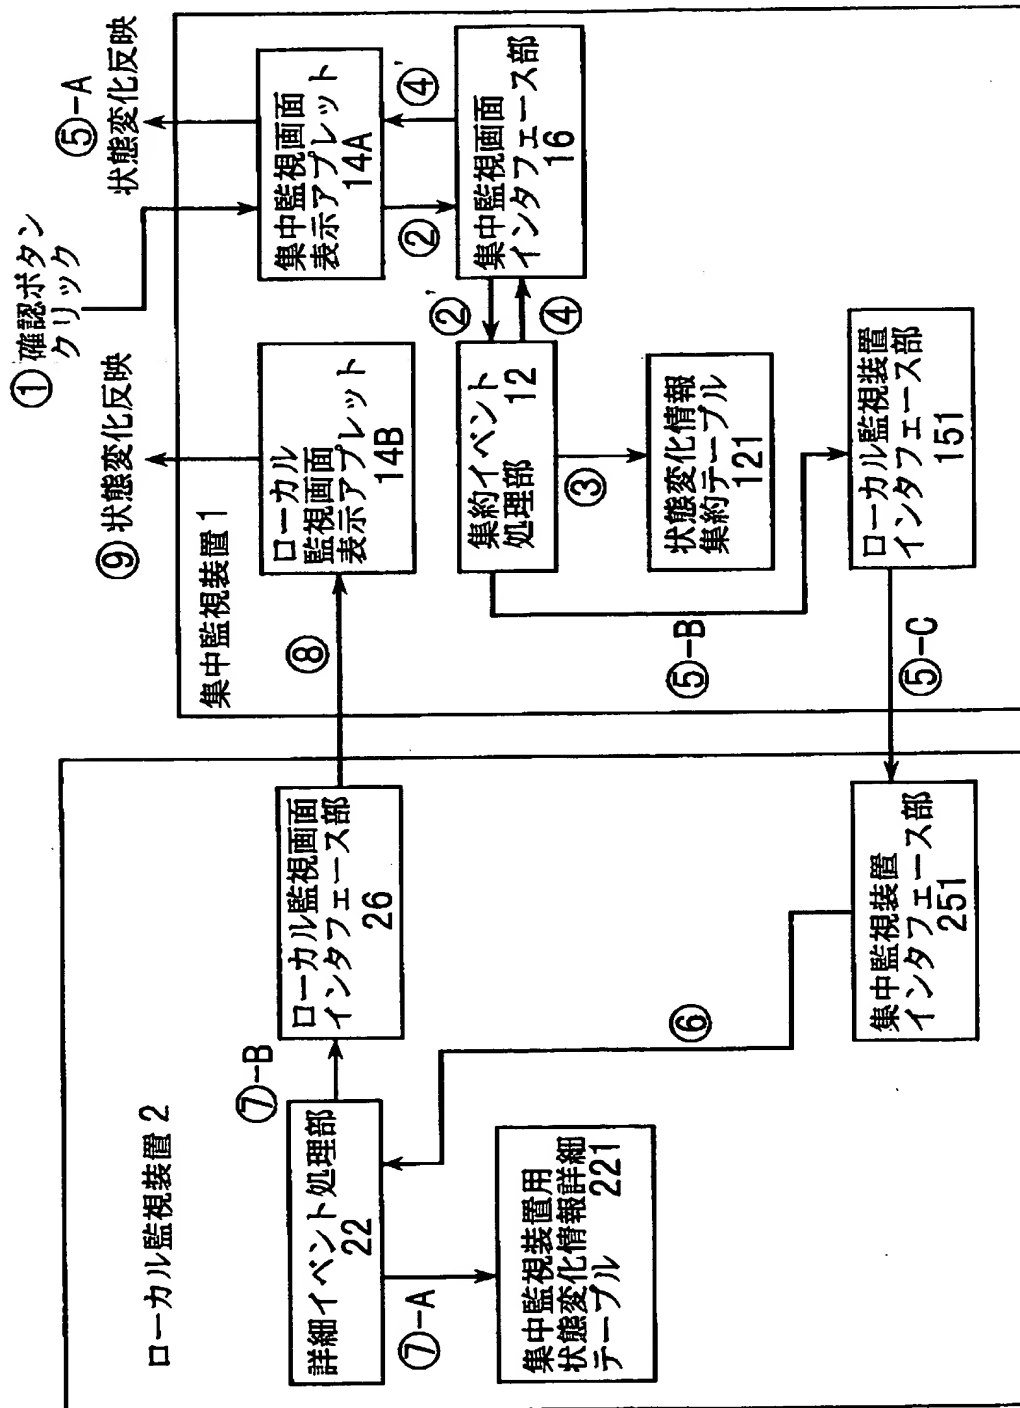 ローカル監視装置 2
詳細イベント処理部
22
⑦-A
⑦-B
集中監視装置用
状態変化情報詳細
テーブル 221
ローカル監視画面
インタフェース部
26
⑥
集中監視装置
インタフェース部
251
集中監視装置 1
⑧
⑨ 状態変化反映
ローカル
監視画面
表示アプレット
14B
① 確認ボタン
クリック
⑤-A
状態変化反映
集中監視画面
表示アプレット
14A
②
④'
集中監視画面
インタフェース部
16
②'
④
集約イベント
処理部 12
③
状態変化情報
集約テーブル
121
⑤-B
ローカル監視装置
インタフェース部
151
⑤-C